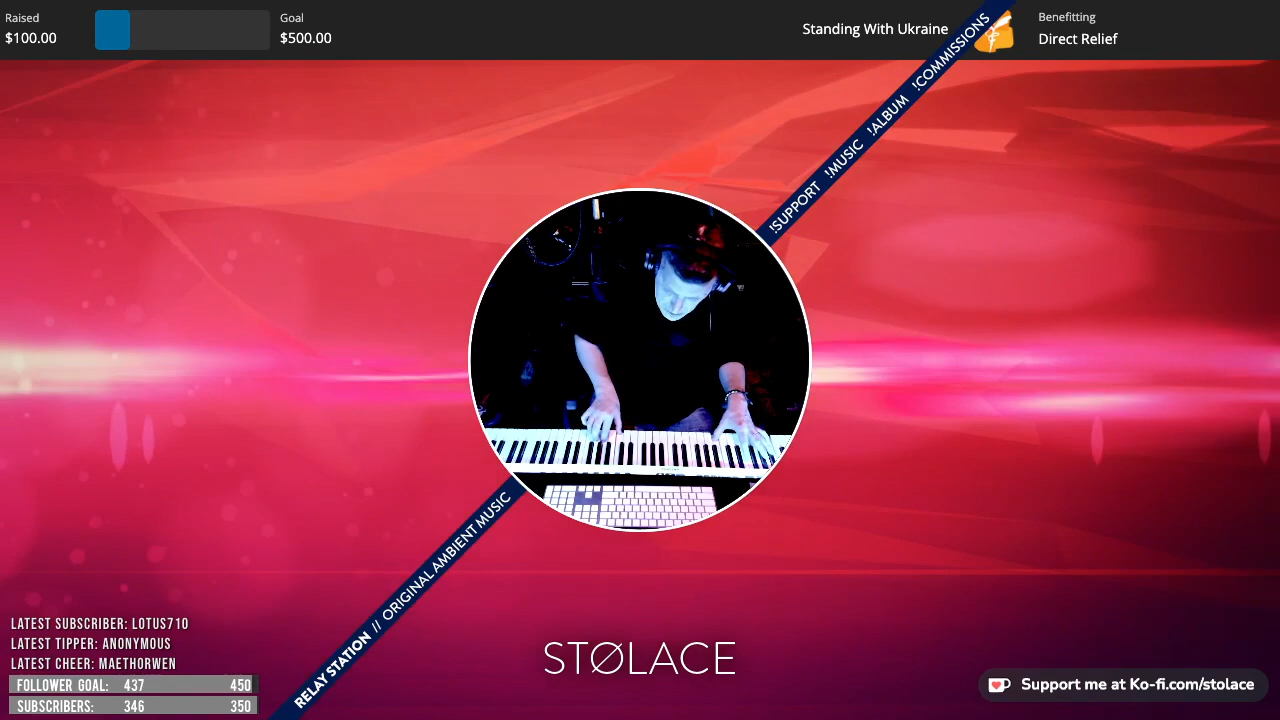 Raised
$100.00
Goal
$500.00
Standing With Ukraine
Benefitting
Direct Relief
!SUPPORT !MUSIC !ALBUM !COMMISSIONS
RELAY STATION // ORIGINAL AMBIENT MUSIC
STØLACE
LATEST SUBSCRIBER: LOTUS710
LATEST TIPPER: ANONYMOUS
LATEST CHEER: MAETHORWEN
FOLLOWER GOAL: 437 450
SUBSCRIBERS: 346 350
Support me at Ko-fi.com/stolace